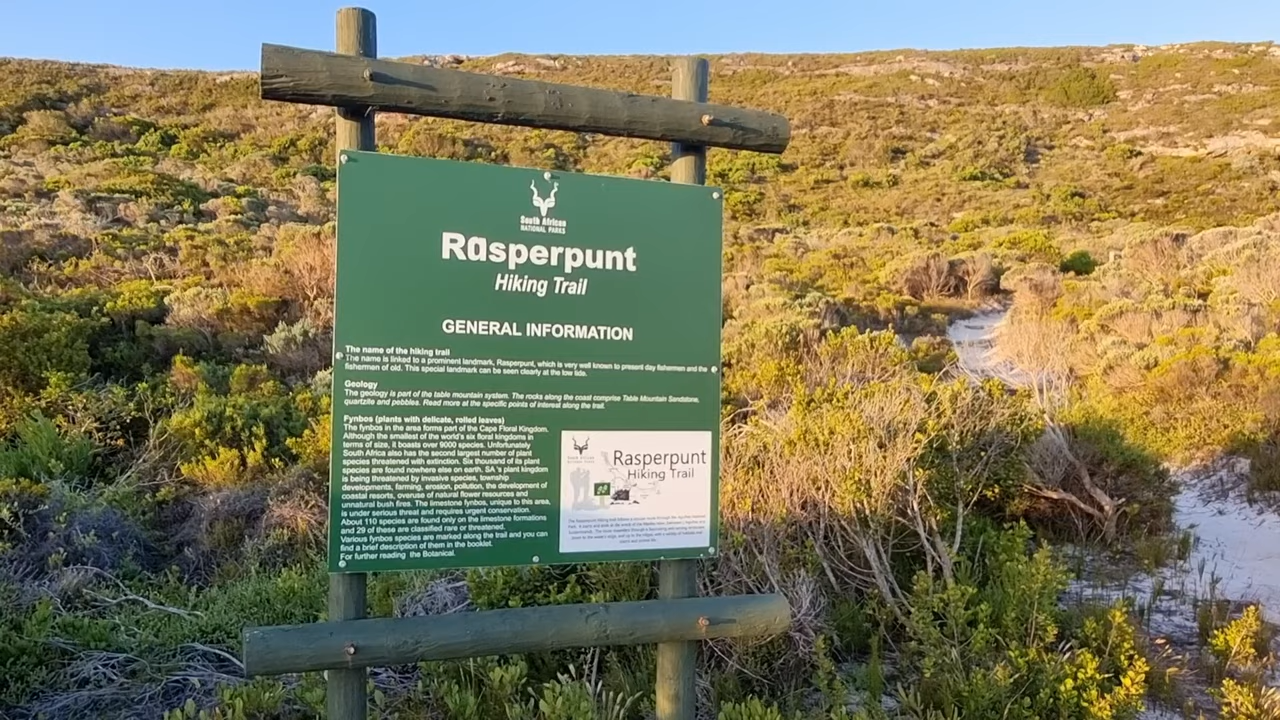 South African
NATIONAL PARKS
Rasperpunt
Hiking Trail
GENERAL INFORMATION
The name of the hiking trail
The name is linked to a prominent landmark, Rasperpunt, which is very well known to present day fishermen and the
fishermen of old. This special landmark can be seen clearly at the low tide.
Geology
The geology is part of the table mountain system. The rocks along the coast comprise Table Mountain Sandstone,
quartzite and pebbles. Read more at the specific points of interest along the trail.
Fynbos (plants with delicate, rolled leaves)
The fynbos in the area forms part of the Cape Floral Kingdom.
Although the smallest of the world's six floral kingdoms in
terms of size, it boasts over 9000 species. Unfortunately
South Africa also has the second largest number of plant
species threatened with extinction. Six thousand of its plant
species are found nowhere else on earth. SA 's plant kingdom
is being threatened by invasive species, township
developments, farming, erosion, pollution, the development of
coastal resorts, overuse of natural flower resources and
unnatural bush fires. The limestone fynbos, unique to this area,
is under serious threat and requires urgent conservation.
About 110 species are found only on the limestone formations
and 29 of these are classified rare or threatened.
Various fynbos species are marked along the trail and you can
find a brief description of them in the booklet.
For further reading the Botanical.
Rasperpunt
Hiking Trail